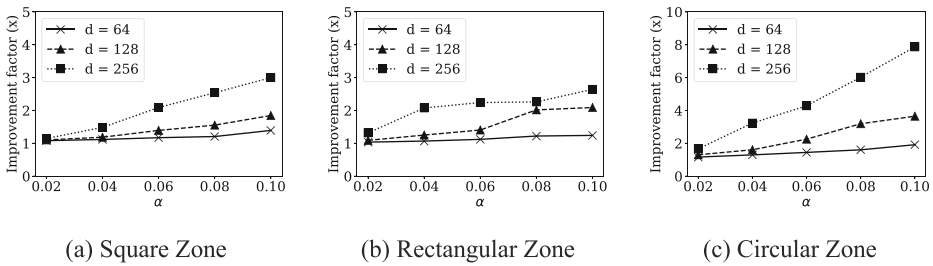 Improvement factor (x)
5
4
3
2
1
0
d = 64
d = 128
d = 256
0.02 0.04 0.06 0.08 0.10
α
(a) Square Zone
Improvement factor (x)
5
4
3
2
1
0
d = 64
d = 128
d = 256
0.02 0.04 0.06 0.08 0.10
α
(b) Rectangular Zone
Improvement factor (x)
10
8
6
4
2
0
d = 64
d = 128
d = 256
0.02 0.04 0.06 0.08 0.10
α
(c) Circular Zone